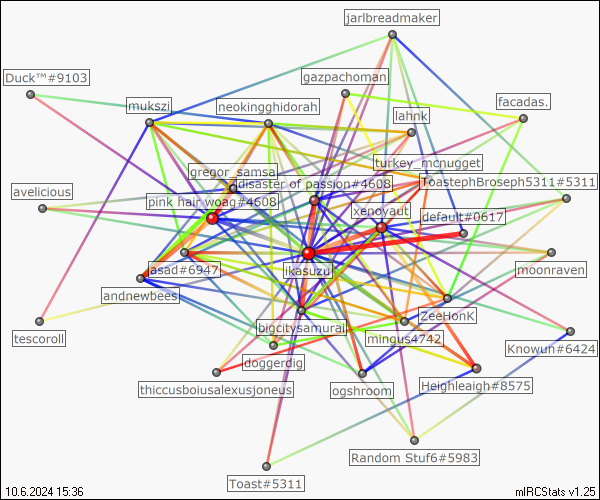 jarlbreadmaker
gazpachoman
Duck™#9103
facadas.
mukszi
neokingghidorah
lahnk
turkey_mcnugget
gregor_samsa
disaster of passion#4608
ToastephBroseph5311#5311
avelicious
pink hair woag#4608
xenoyaut
default#0617
asad#6947
ikasuzu
moonraven
andnewbees
ZeeHonK
bigcitysamurai
tescoroll
mingus4742
Knowun#6424
doggerdig
thiccusboiusalexusjoneus
ogshroom
Heighleaigh#8575
Random Stuf6#5983
Toast#5311
10.6.2024 15:36
mIRCStats v1.25